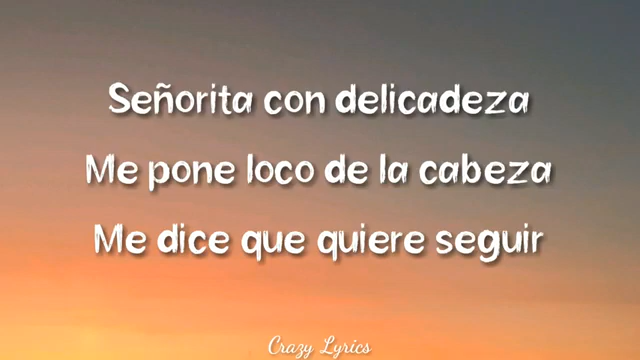 Señorita con delicadeza
Me pone loco de la cabeza
Me dice que quiere seguir
Crazy Lyrics